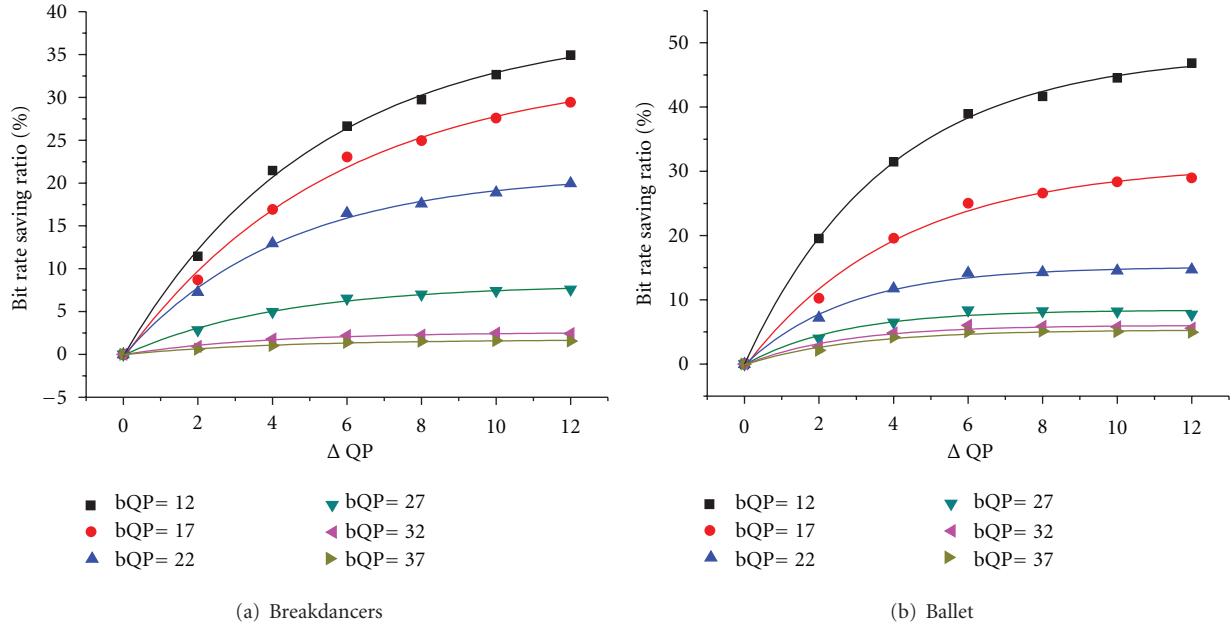 40
35
30
25
20
15
10
5
0
−5
Bit rate saving ratio (%)
0 2 4 6 8 10 12
Δ QP
bQP= 12
bQP= 17
bQP= 22
bQP= 27
bQP= 32
bQP= 37
(a) Breakdancers
50
40
30
20
10
0
Bit rate saving ratio (%)
0 2 4 6 8 10 12
Δ QP
bQP= 12
bQP= 17
bQP= 22
bQP= 27
bQP= 32
bQP= 37
(b) Ballet